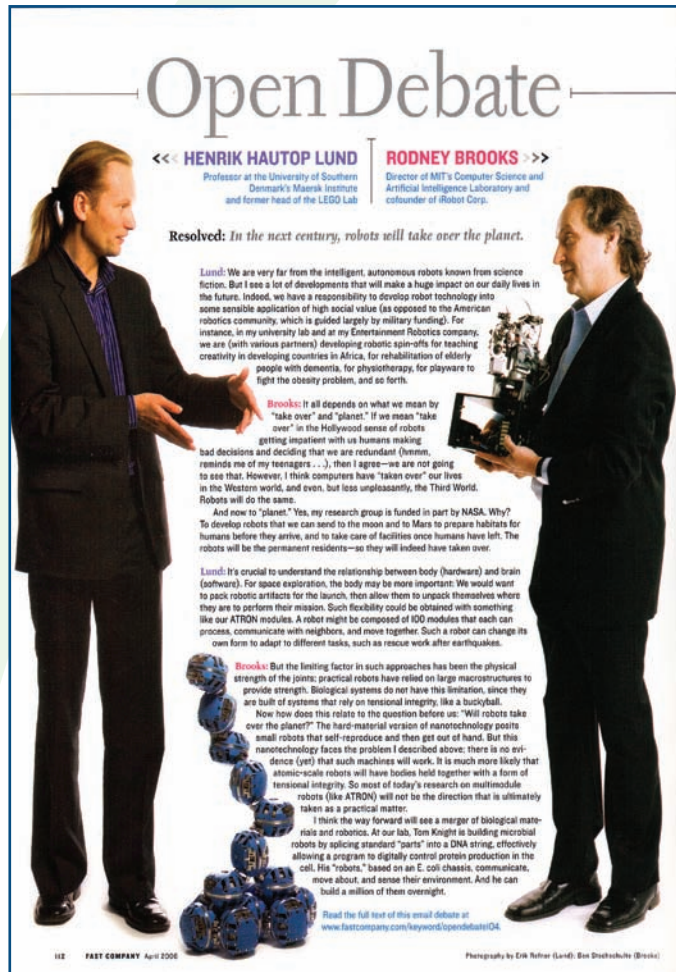 Open Debate
<<< HENRIK HAUTOP LUND
Professor at the University of Southern
Denmark's Maersk Institute
and former head of the LEGO Lab
RODNEY BROOKS >>>
Director of MIT's Computer Science and
Artificial Intelligence Laboratory and
cofounder of iRobot Corp.
Resolved: In the next century, robots will take over the planet.
Lund: We are very far from the intelligent, autonomous robots known from science
fiction. But I see a lot of developments that will make a huge impact on our daily lives in
the future. Indeed, we have a responsibility to develop robot technology into
some sensible application of high social value (as opposed to the American
robotics community, which is guided largely by military funding). For
instance, in my university lab and at my Entertainment Robotics company,
we are (with various partners) developing robotic spin-offs for teaching
creativity in developing countries in Africa, for rehabilitation of elderly
people with dementia, for physiotherapy, for playware to
fight the obesity problem, and so forth.
Brooks: It all depends on what we mean by
"take over" and "planet." If we mean "take
over" in the Hollywood sense of robots
getting impatient with us humans making
bad decisions and deciding that we are redundant (hmmm,
reminds me of my teenagers . . .), then I agree—we are not going
to see that. However, I think computers have "taken over" our lives
in the Western world, and even, but less unpleasantly, the Third World.
Robots will do the same.
And now to "planet." Yes, my research group is funded in part by NASA. Why?
To develop robots that we can send to the moon and to Mars to prepare habitats for
humans before they arrive, and to take care of facilities once humans have left. The
robots will be the permanent residents—so they will indeed have taken over.
Lund: It's crucial to understand the relationship between body (hardware) and brain
(software). For space exploration, the body may be more important: We would want
to pack robotic artifacts for the launch, then allow them to unpack themselves where
they are to perform their mission. Such flexibility could be obtained with something
like our ATRON modules. A robot might be composed of 100 modules that each can
process, communicate with neighbors, and move together. Such a robot can change its
own form to adapt to different tasks, such as rescue work after earthquakes.
Brooks: But the limiting factor in such approaches has been the physical
strength of the joints; practical robots have relied on large macrostructures to
provide strength. Biological systems do not have this limitation, since they
are built of systems that rely on tensional integrity, like a buckyball.
Now how does this relate to the question before us: "Will robots take
over the planet?" The hard-material version of nanotechnology posits
small robots that self-reproduce and then get out of hand. But this
nanotechnology faces the problem I described above; there is no evi-
dence (yet) that such machines will work. It is much more likely that
atomic-scale robots will have bodies held together with a form of
tensional integrity. So most of today's research on multimodule
robots (like ATRON) will not be the direction that is ultimately
taken as a practical matter.
I think the way forward will see a merger of biological mate-
rials and robotics. At our lab, Tom Knight is building microbial
robots by splicing standard "parts" into a DNA string, effectively
allowing a program to digitally control protein production in the
cell. His "robots," based on an E. coli chassis, communicate,
move about, and sense their environment. And he can
build a million of them overnight.
Read the full text of this email debate at
www.fastcompany.com/keyword/opendebate104.
112 FAST COMPANY April 2006
Photography by Erik Refner (Lund); Ben Stechschulte (Brooks)